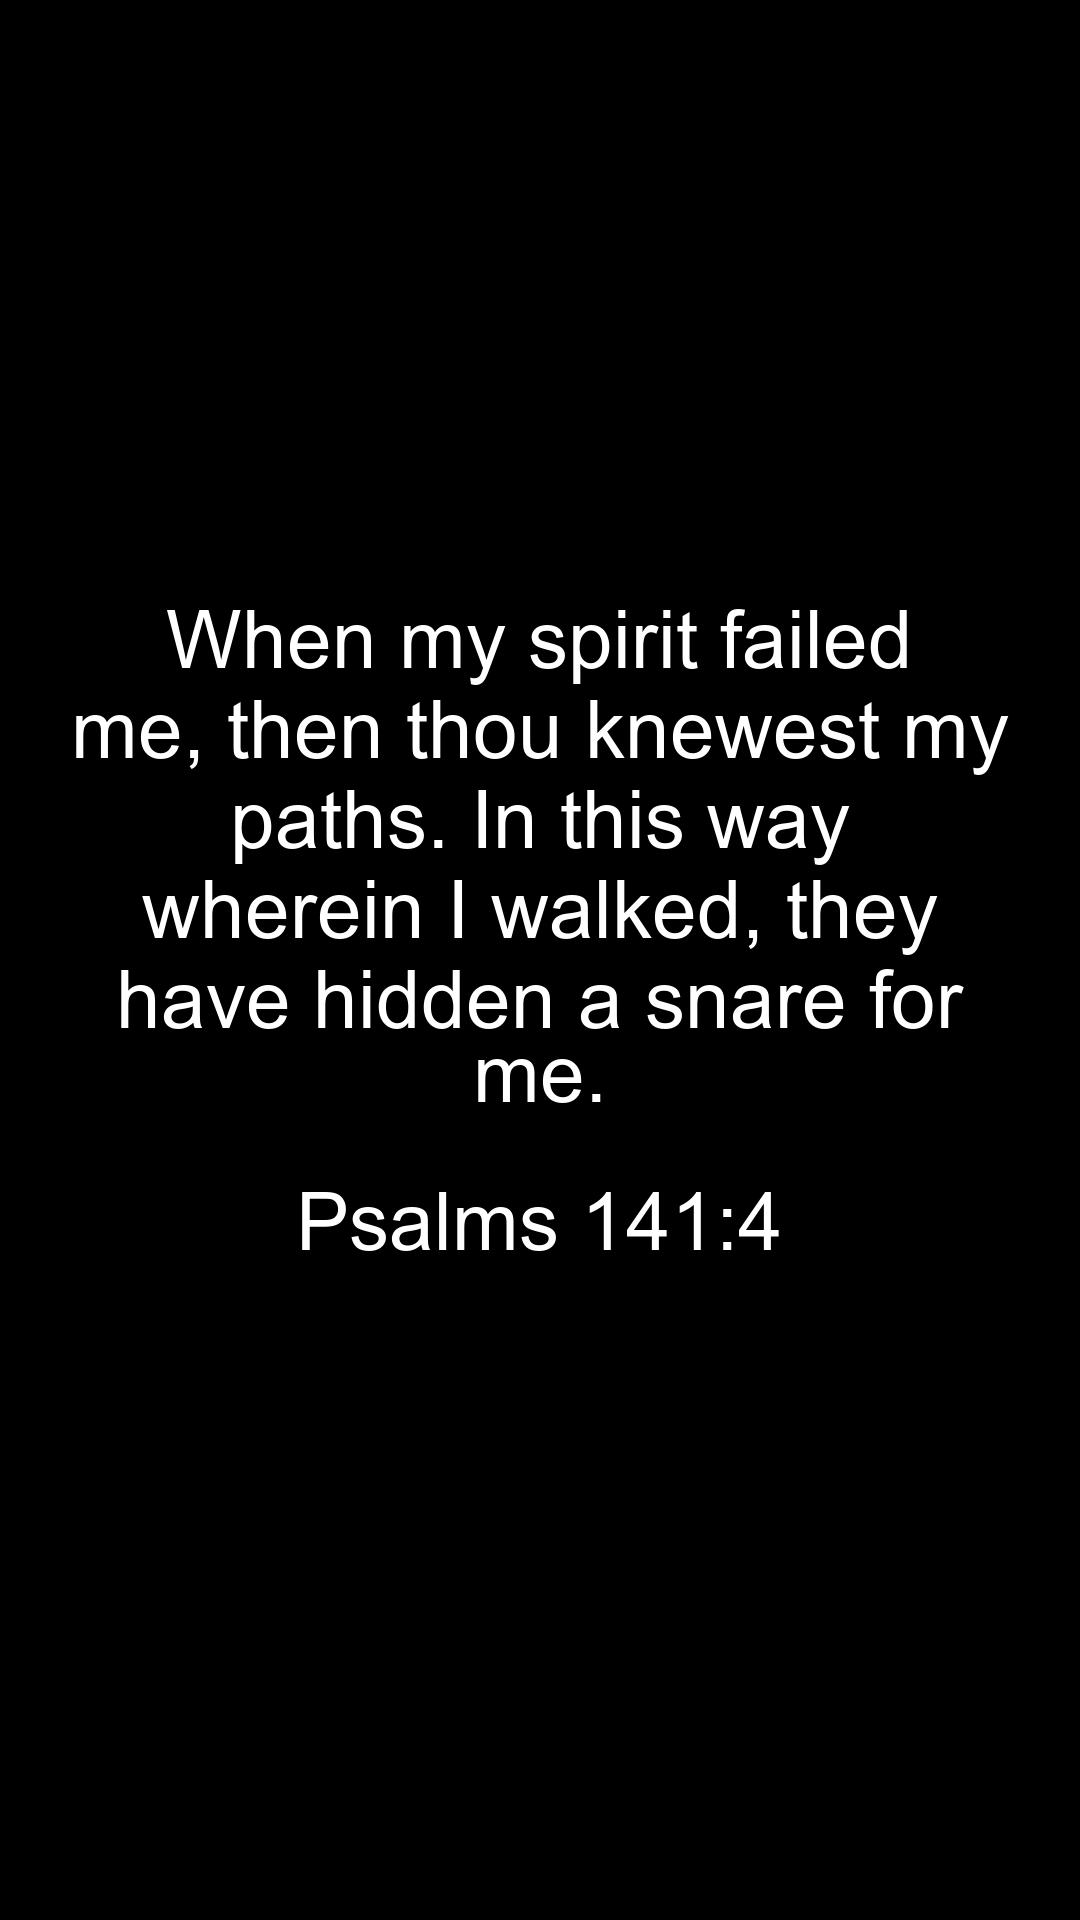 When my spirit failed
me, then thou knewest my
paths. In this way
wherein I walked, they
have hidden a snare for
me.
Psalms 141:4